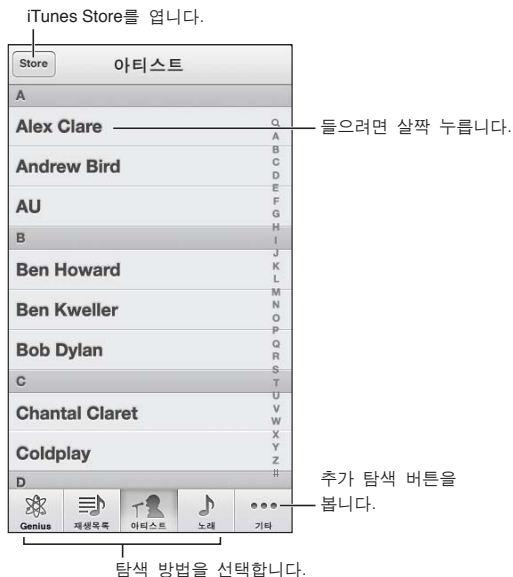 iTunes Store를 엽니다.
Store
아티스트
A
Alex Clare
들으려면 살짝 누릅니다.
Andrew Bird
AU
B
Ben Howard
Ben Kweller
Bob Dylan
C
Chantal Claret
Coldplay
D
A
B
C
D
E
F
G
H
I
J
K
L
M
N
O
P
Q
R
S
T
U
V
W
X
Y
Z
#
추가 탐색 버튼을
봅니다.
Genius
재생목록
아티스트
노래
기타
탐색 방법을 선택합니다.